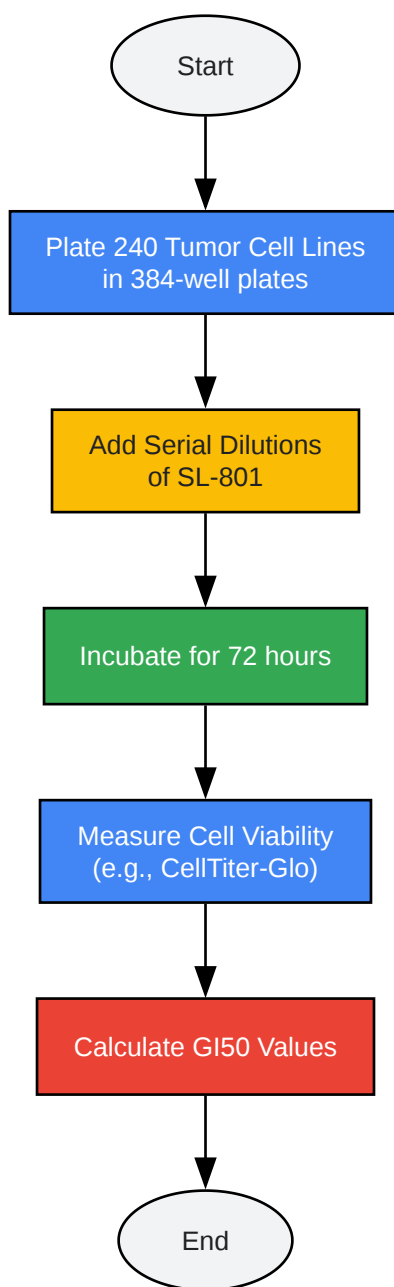 Start
Plate 240 Tumor Cell Lines
in 384-well plates
Add Serial Dilutions
of SL-801
Incubate for 72 hours
Measure Cell Viability
(e.g., CellTiter-Glo)
Calculate GI50 Values
End